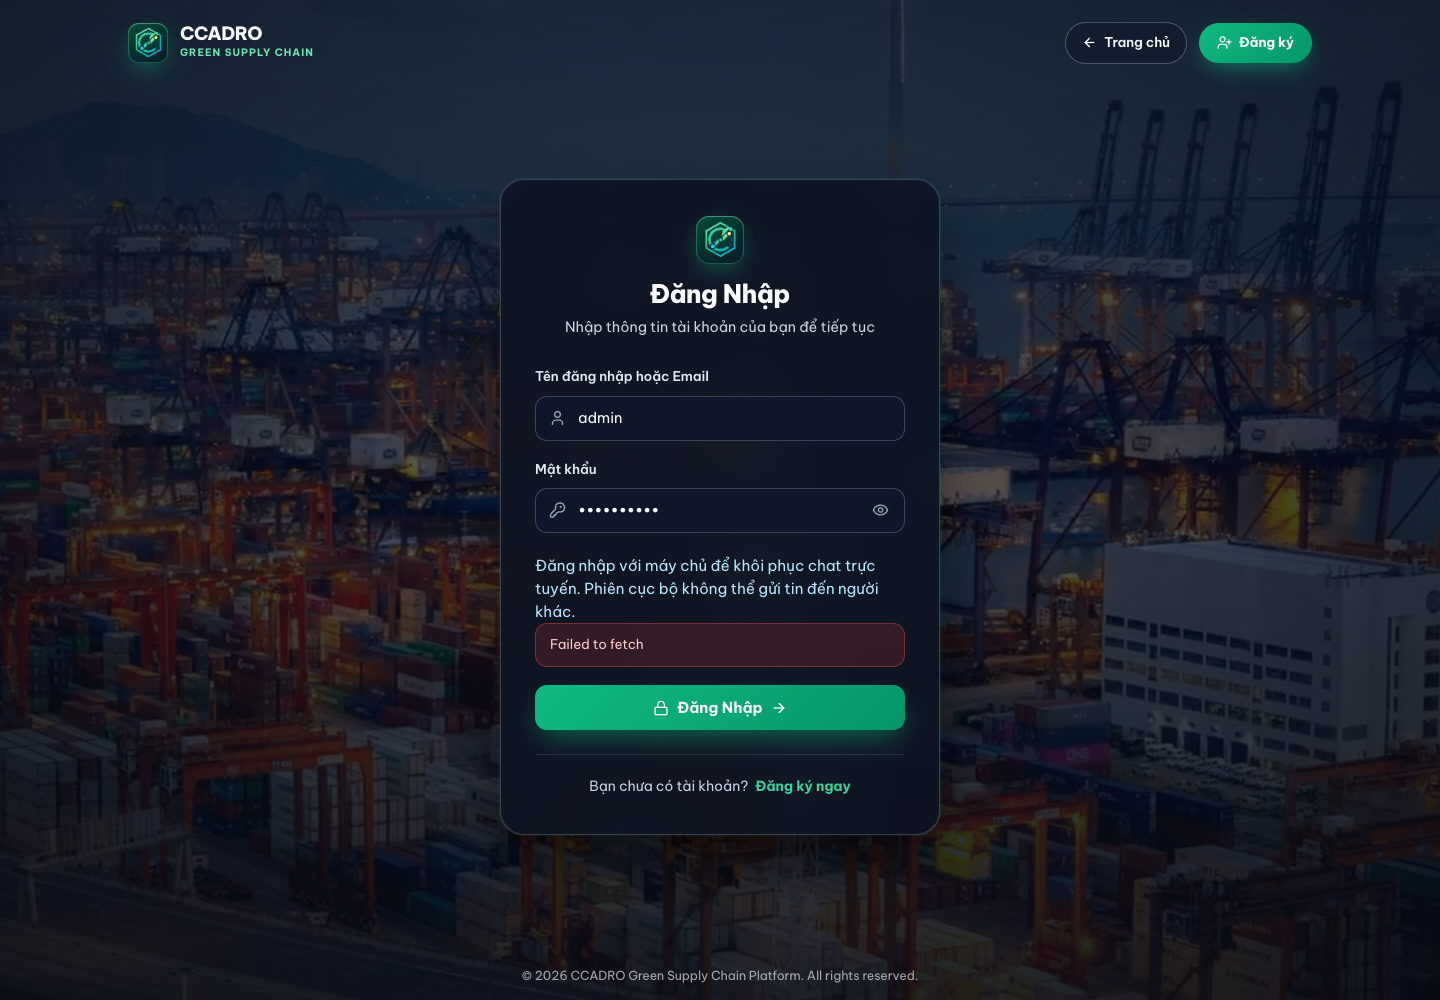 CCADRO
GREEN SUPPLY CHAIN
Trang chủ
Đăng ký
Đăng Nhập
Nhập thông tin tài khoản của bạn để tiếp tục
Tên đăng nhập hoặc Email
admin
Mật khẩu
••••••••••
Đăng nhập với máy chủ để khôi phục chat trực
tuyến. Phiên cục bộ không thể gửi tin đến người
khác.
Failed to fetch
Đăng Nhập
Bạn chưa có tài khoản? Đăng ký ngay
© 2026 CCADRO Green Supply Chain Platform. All rights reserved.